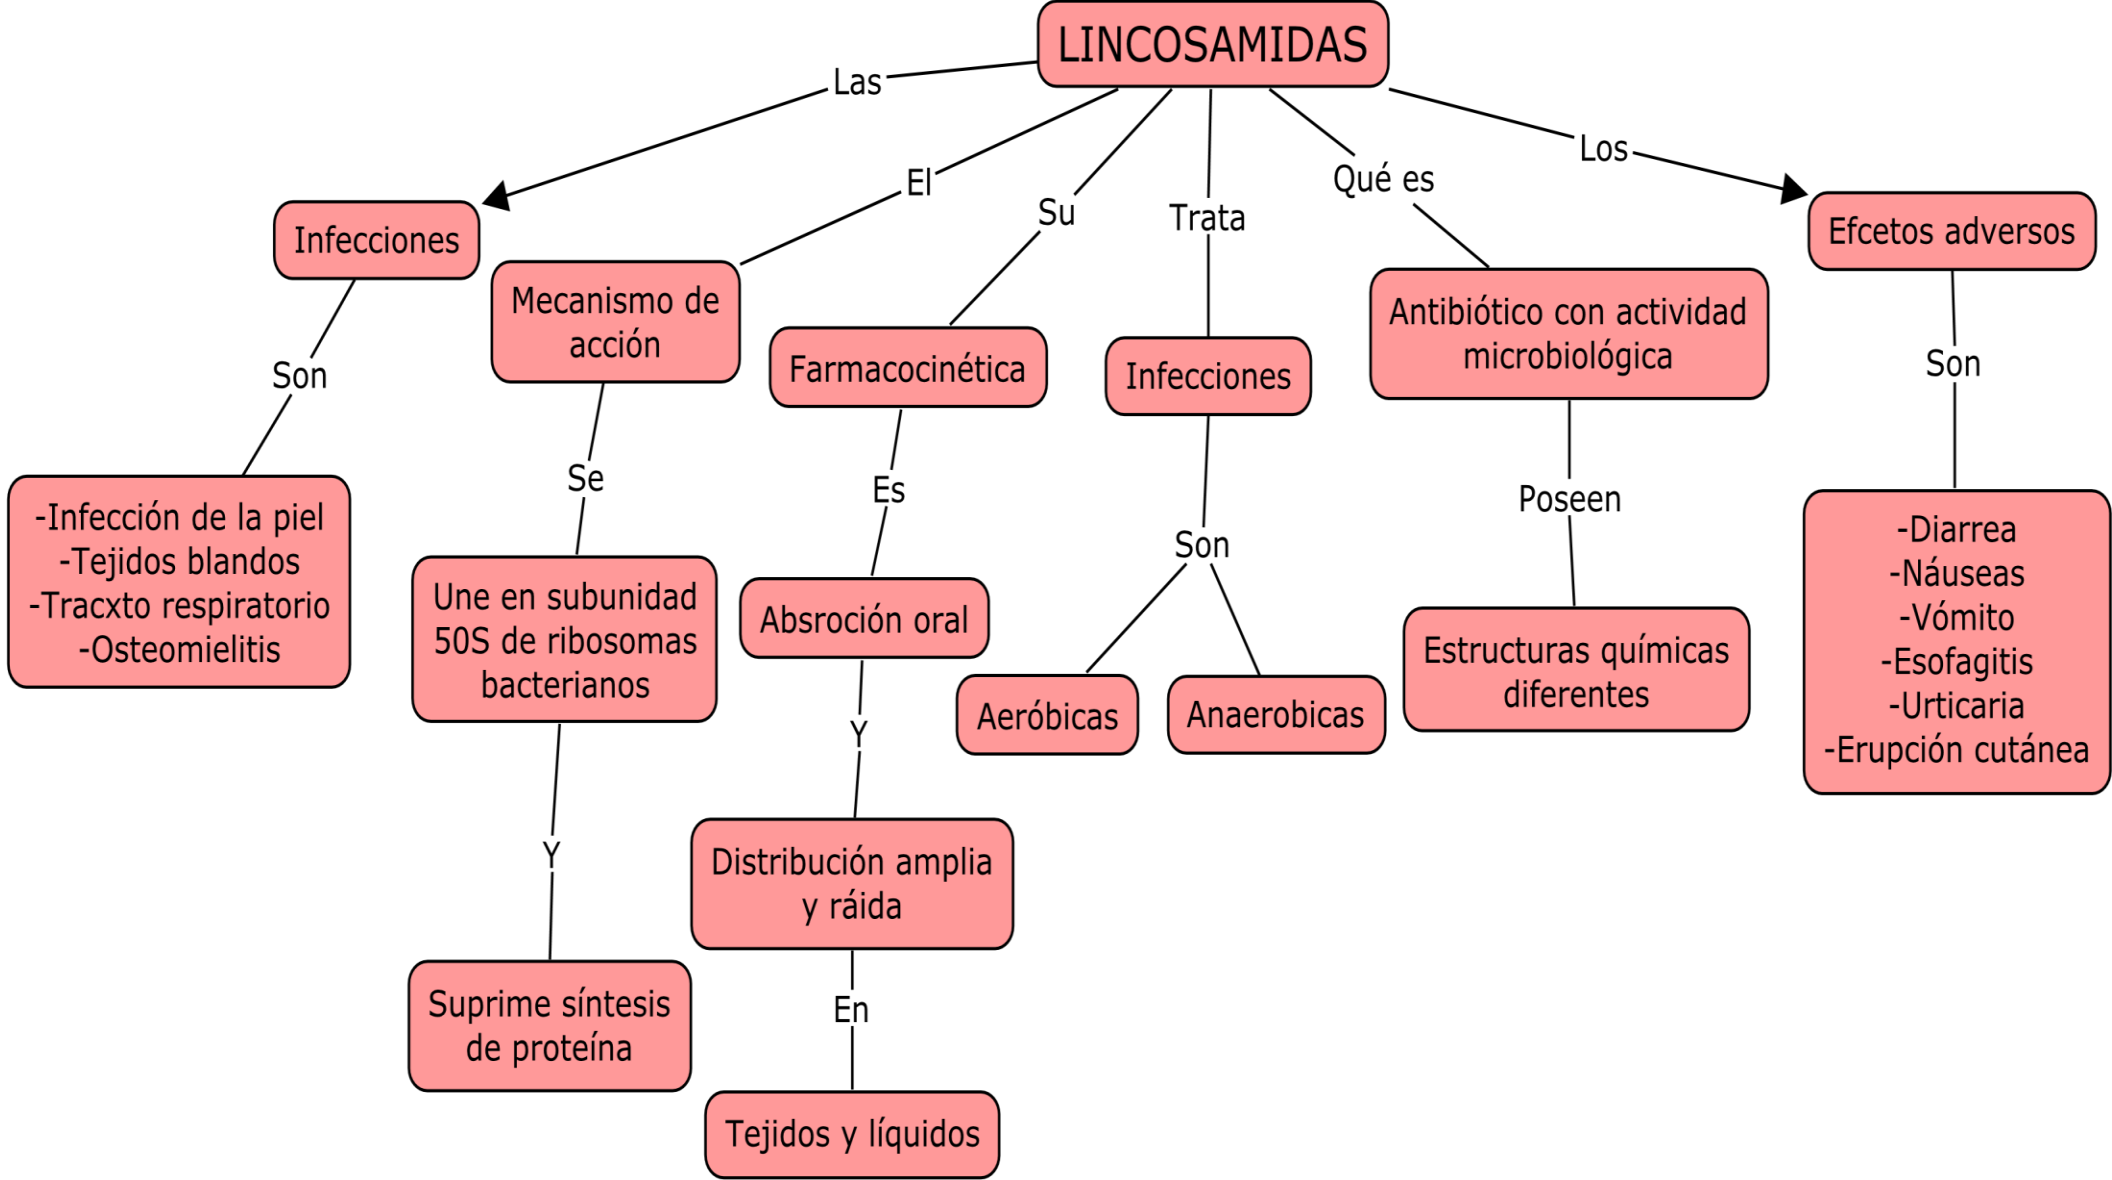 LINCOSAMIDAS
Las
El
Su
Trata
Qué es
Los
Infecciones
Mecanismo de
acción
Farmacocinética
Infecciones
Antibiótico con actividad
microbiológica
Efcetos adversos
Son
Se
Es
Son
Poseen
Son
-Infección de la piel
-Tejidos blandos
-Tracxto respiratorio
-Osteomielitis
Une en subunidad
50S de ribosomas
bacterianos
Absroción oral
Aeróbicas
Anaerobicas
Estructuras químicas
diferentes
-Diarrea
-Náuseas
-Vómito
-Esofagitis
-Urticaria
-Erupción cutánea
Y
Y
Suprime síntesis
de proteína
Distribución amplia
y ráida
En
Tejidos y líquidos